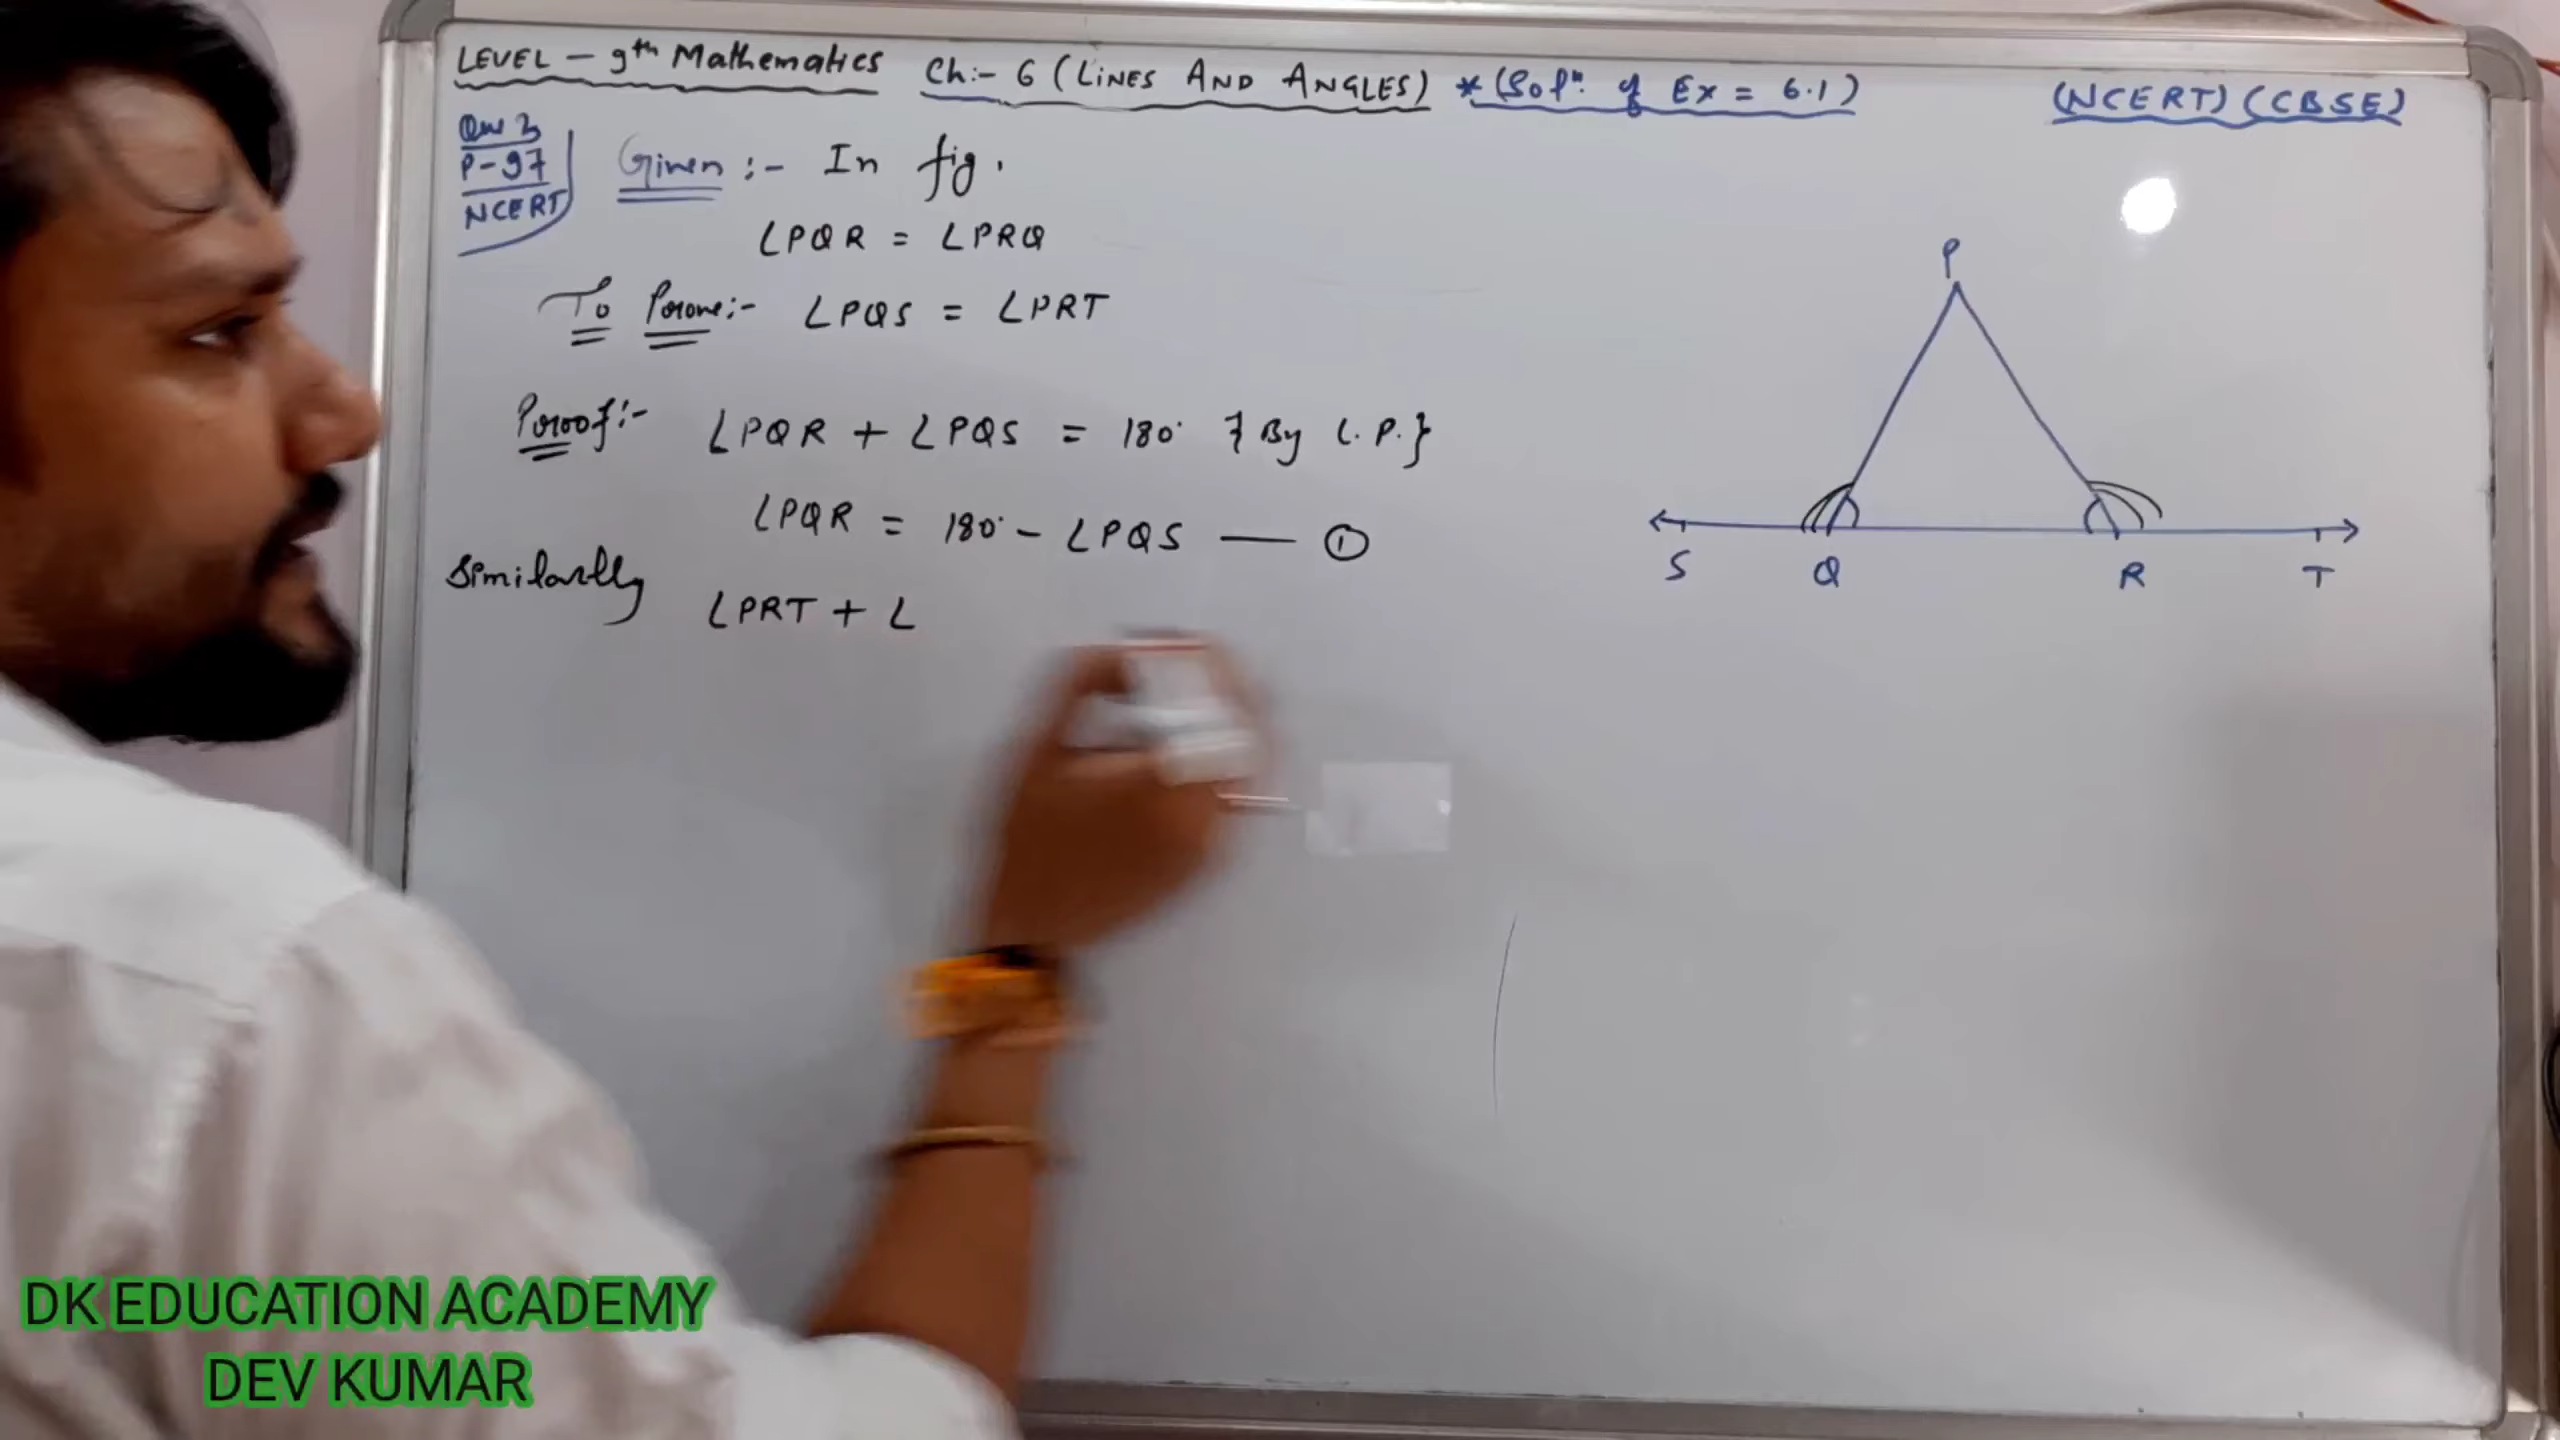 LEVEL - 9th Mathematics Ch:- 6 (LINES AND ANGLES) * (Solⁿ. of Ex = 6.1) (NCERT) (CBSE)
P-97
NCERT
Given :- In fig.
∠PQR = ∠PRQ
To Prove:- ∠PQS = ∠PRT
Proof:- ∠PQR + ∠PQS = 180° {By L.P.}
∠PQR = 180° - ∠PQS — ①
Similarly
∠PRT + ∠
P
S Q R T
DK EDUCATION ACADEMY
DEV KUMAR